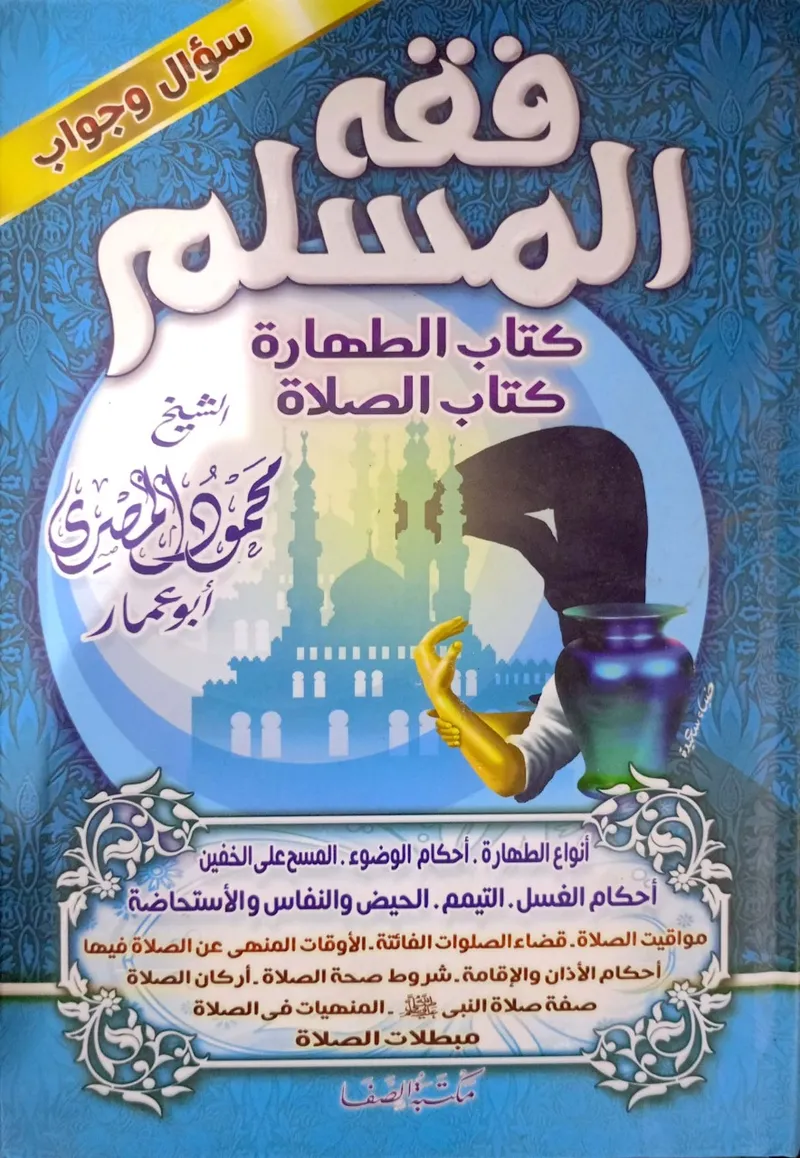 سؤال وجواب
فقه
المسلم
كتاب الطهارة
كتاب الصلاة
الشيخ
محمود المصرى
أبو عمار
ضياء سعيدة
أنواع الطهارة . أحكام الوضوء . المسح على الخفين
أحكام الغسل . التيمم . الحيض والنفاس والأستحاضة
مواقيت الصلاة - قضاء الصلوات الفائتة - الأوقات المنهى عن الصلاة فيها
أحكام الأذان والإقامة - شروط صحة الصلاة - أركان الصلاة
صفة صلاة النبى ﷺ - المنهيات فى الصلاة
مبطلات الصلاة
مكتبة الصفا